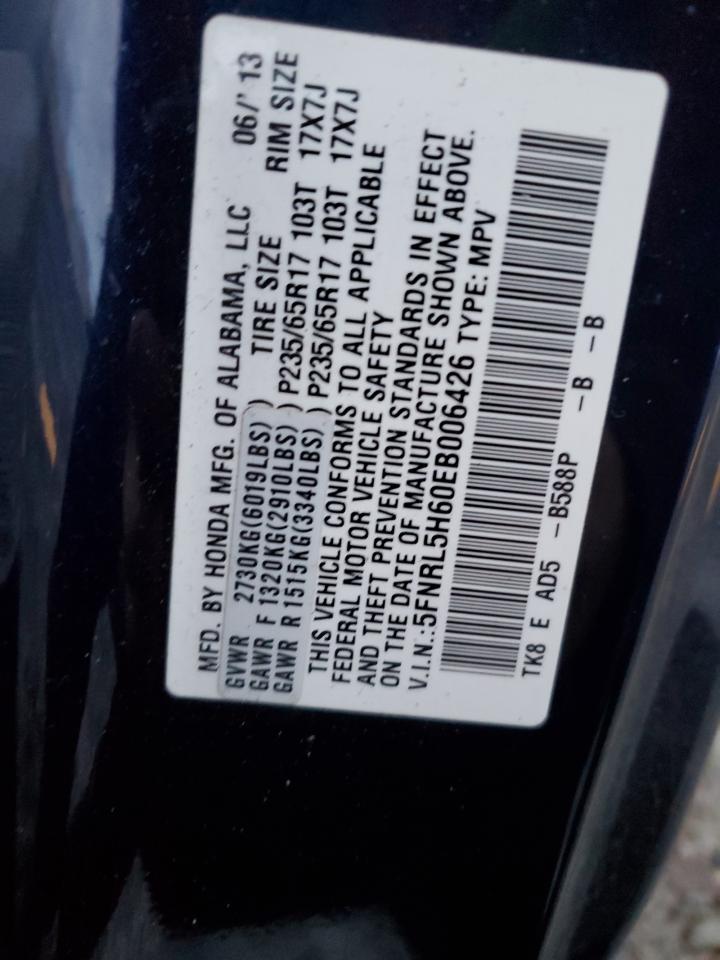 MFD. BY HONDA MFG. OF ALABAMA, LLC 06/'13
GVWR 2730KG(6019LBS) ) TIRE SIZE RIM SIZE
GAWR F 1320KG(2910LBS) ) P235/65R17 103T 17X7J
GAWR R 1515KG(3340LBS) ) P235/65R17 103T 17X7J
THIS VEHICLE CONFORMS TO ALL APPLICABLE
FEDERAL MOTOR VEHICLE SAFETY
AND THEFT PREVENTION STANDARDS IN EFFECT
ON THE DATE OF MANUFACTURE SHOWN ABOVE.
V.I.N.:5FNRL5H60EB006426 TYPE: MPV
TK8 E AD5 -B588P -B -B